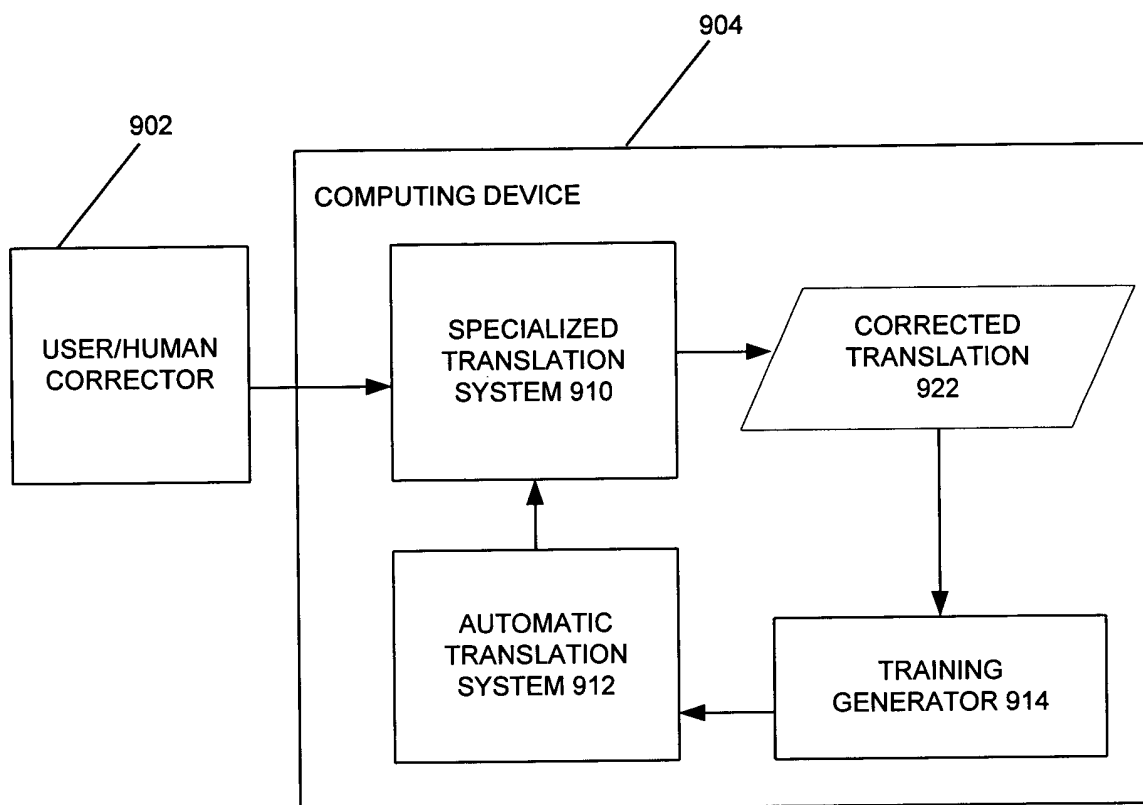 904
902
COMPUTING DEVICE
USER/HUMAN
CORRECTOR
SPECIALIZED
TRANSLATION
SYSTEM 910
CORRECTED
TRANSLATION
922
AUTOMATIC
TRANSLATION
SYSTEM 912
TRAINING
GENERATOR 914